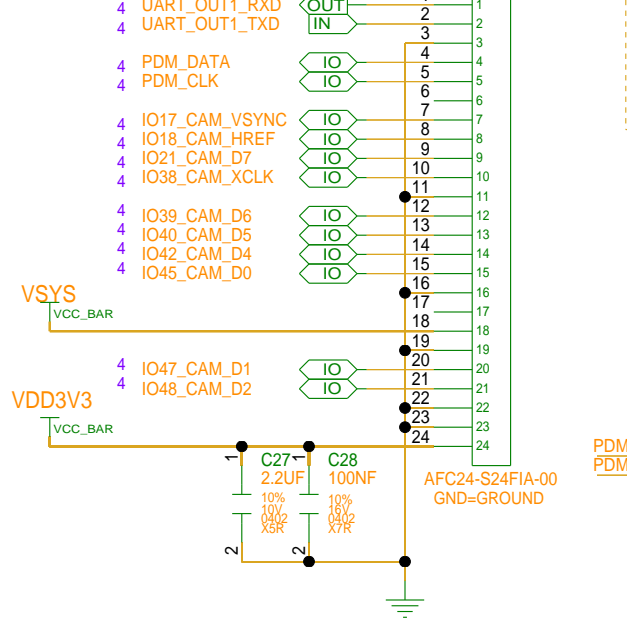 4 UART_OUT1_RXD OUT 1
4 UART_OUT1_TXD IN 2 2
3 3
4 PDM_DATA IO 4 4
4 PDM_CLK IO 5 5
6 6
4 IO17_CAM_VSYNC IO 7 7
4 IO18_CAM_HREF IO 8 8
4 IO21_CAM_D7 IO 9 9
4 IO38_CAM_XCLK IO 10 10
11 11
4 IO39_CAM_D6 IO 12 12
4 IO40_CAM_D5 IO 13 13
4 IO42_CAM_D4 IO 14 14
4 IO45_CAM_D0 IO 15 15
16 16
VSYS
VCC_BAR
17 17
18 18
19 19
4 IO47_CAM_D1 IO 20 20
4 IO48_CAM_D2 IO 21 21
VDD3V3
22 22
VCC_BAR
23 23
24 24
PDM
PDM
1 C27 1 C28
2.2UF 100NF
AFC24-S24FIA-00
GND=GROUND
10% 10%
10V 16V
0402 0402
X5R X7R
2 2